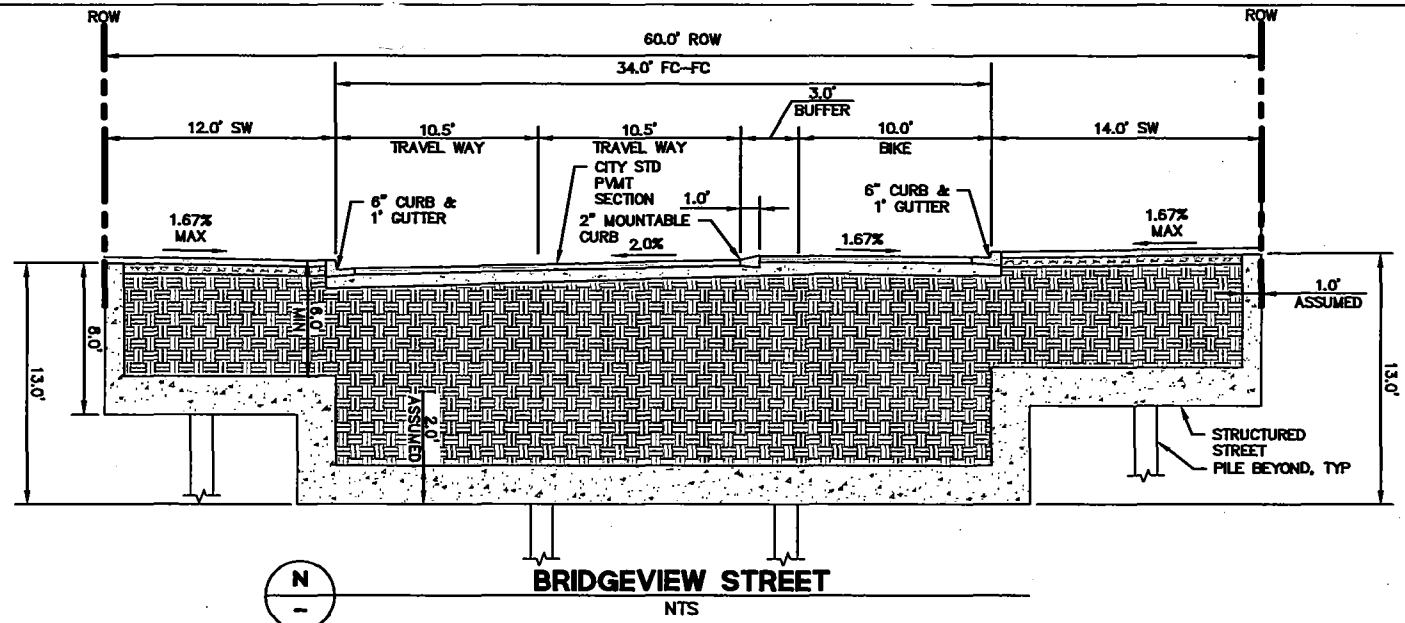 ROW
ROW
60.0' ROW
34.0' FC-FC
3.0'
BUFFER
12.0' SW
10.5'
TRAVEL WAY
10.5'
TRAVEL WAY
10.0'
BIKE
14.0' SW
CITY STD
PVMT
SECTION
1.0'
6" CURB &
1' GUTTER
6" CURB &
1' GUTTER
2" MOUNTABLE
CURB
1.67%
MAX
2.0%
1.67%
1.67%
MAX
1.0'
ASSUMED
13.0'
8.0'
6.0'
MIN
2.0'
ASSUMED
13.0'
STRUCTURED
STREET
PILE BEYOND, TYP
N
-
BRIDGEVIEW STREET
NTS